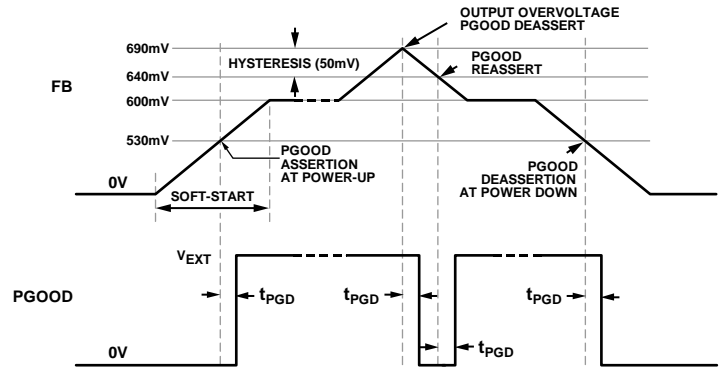 OUTPUT OVERVOLTAGE
PGOOD DEASSERT
690mV
HYSTERESIS (50mV)
PGOOD
REASSERT
640mV
FB
600mV
530mV
PGOOD
ASSERTION
AT POWER-UP
PGOOD
DEASSERTION
AT POWER DOWN
0V
SOFT-START
VEXT
PGOOD
tPGD
tPGD
tPGD
tPGD
0V